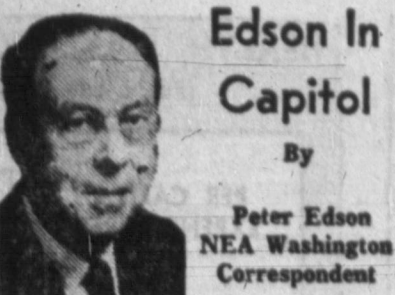 Edson In
Capitol
By
Peter Edson
NEA Washington
Correspondent